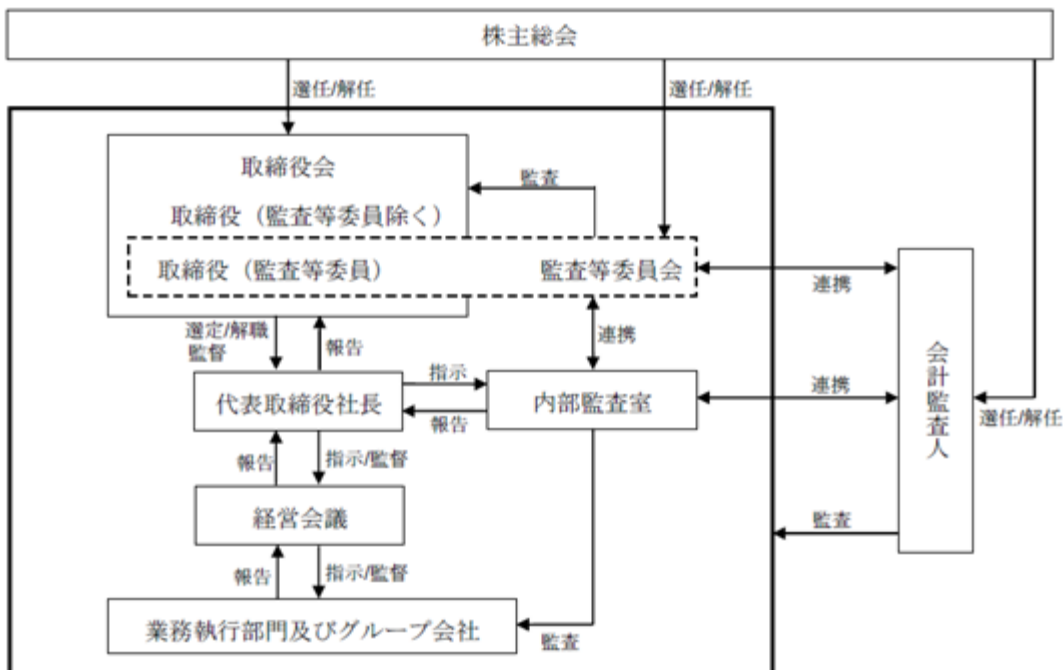 株主総会
選任/解任
選任/解任
取締役会
監査
取締役（監査等委員除く）
取締役（監査等委員）
監査等委員会
連携
選定/解職
監督
報告
連携
指示
代表取締役社長
内部監査室
連携
会計監査人
選任/解任
報告
報告
指示/監督
経営会議
監査
報告
指示/監督
業務執行部門及びグループ会社
監査